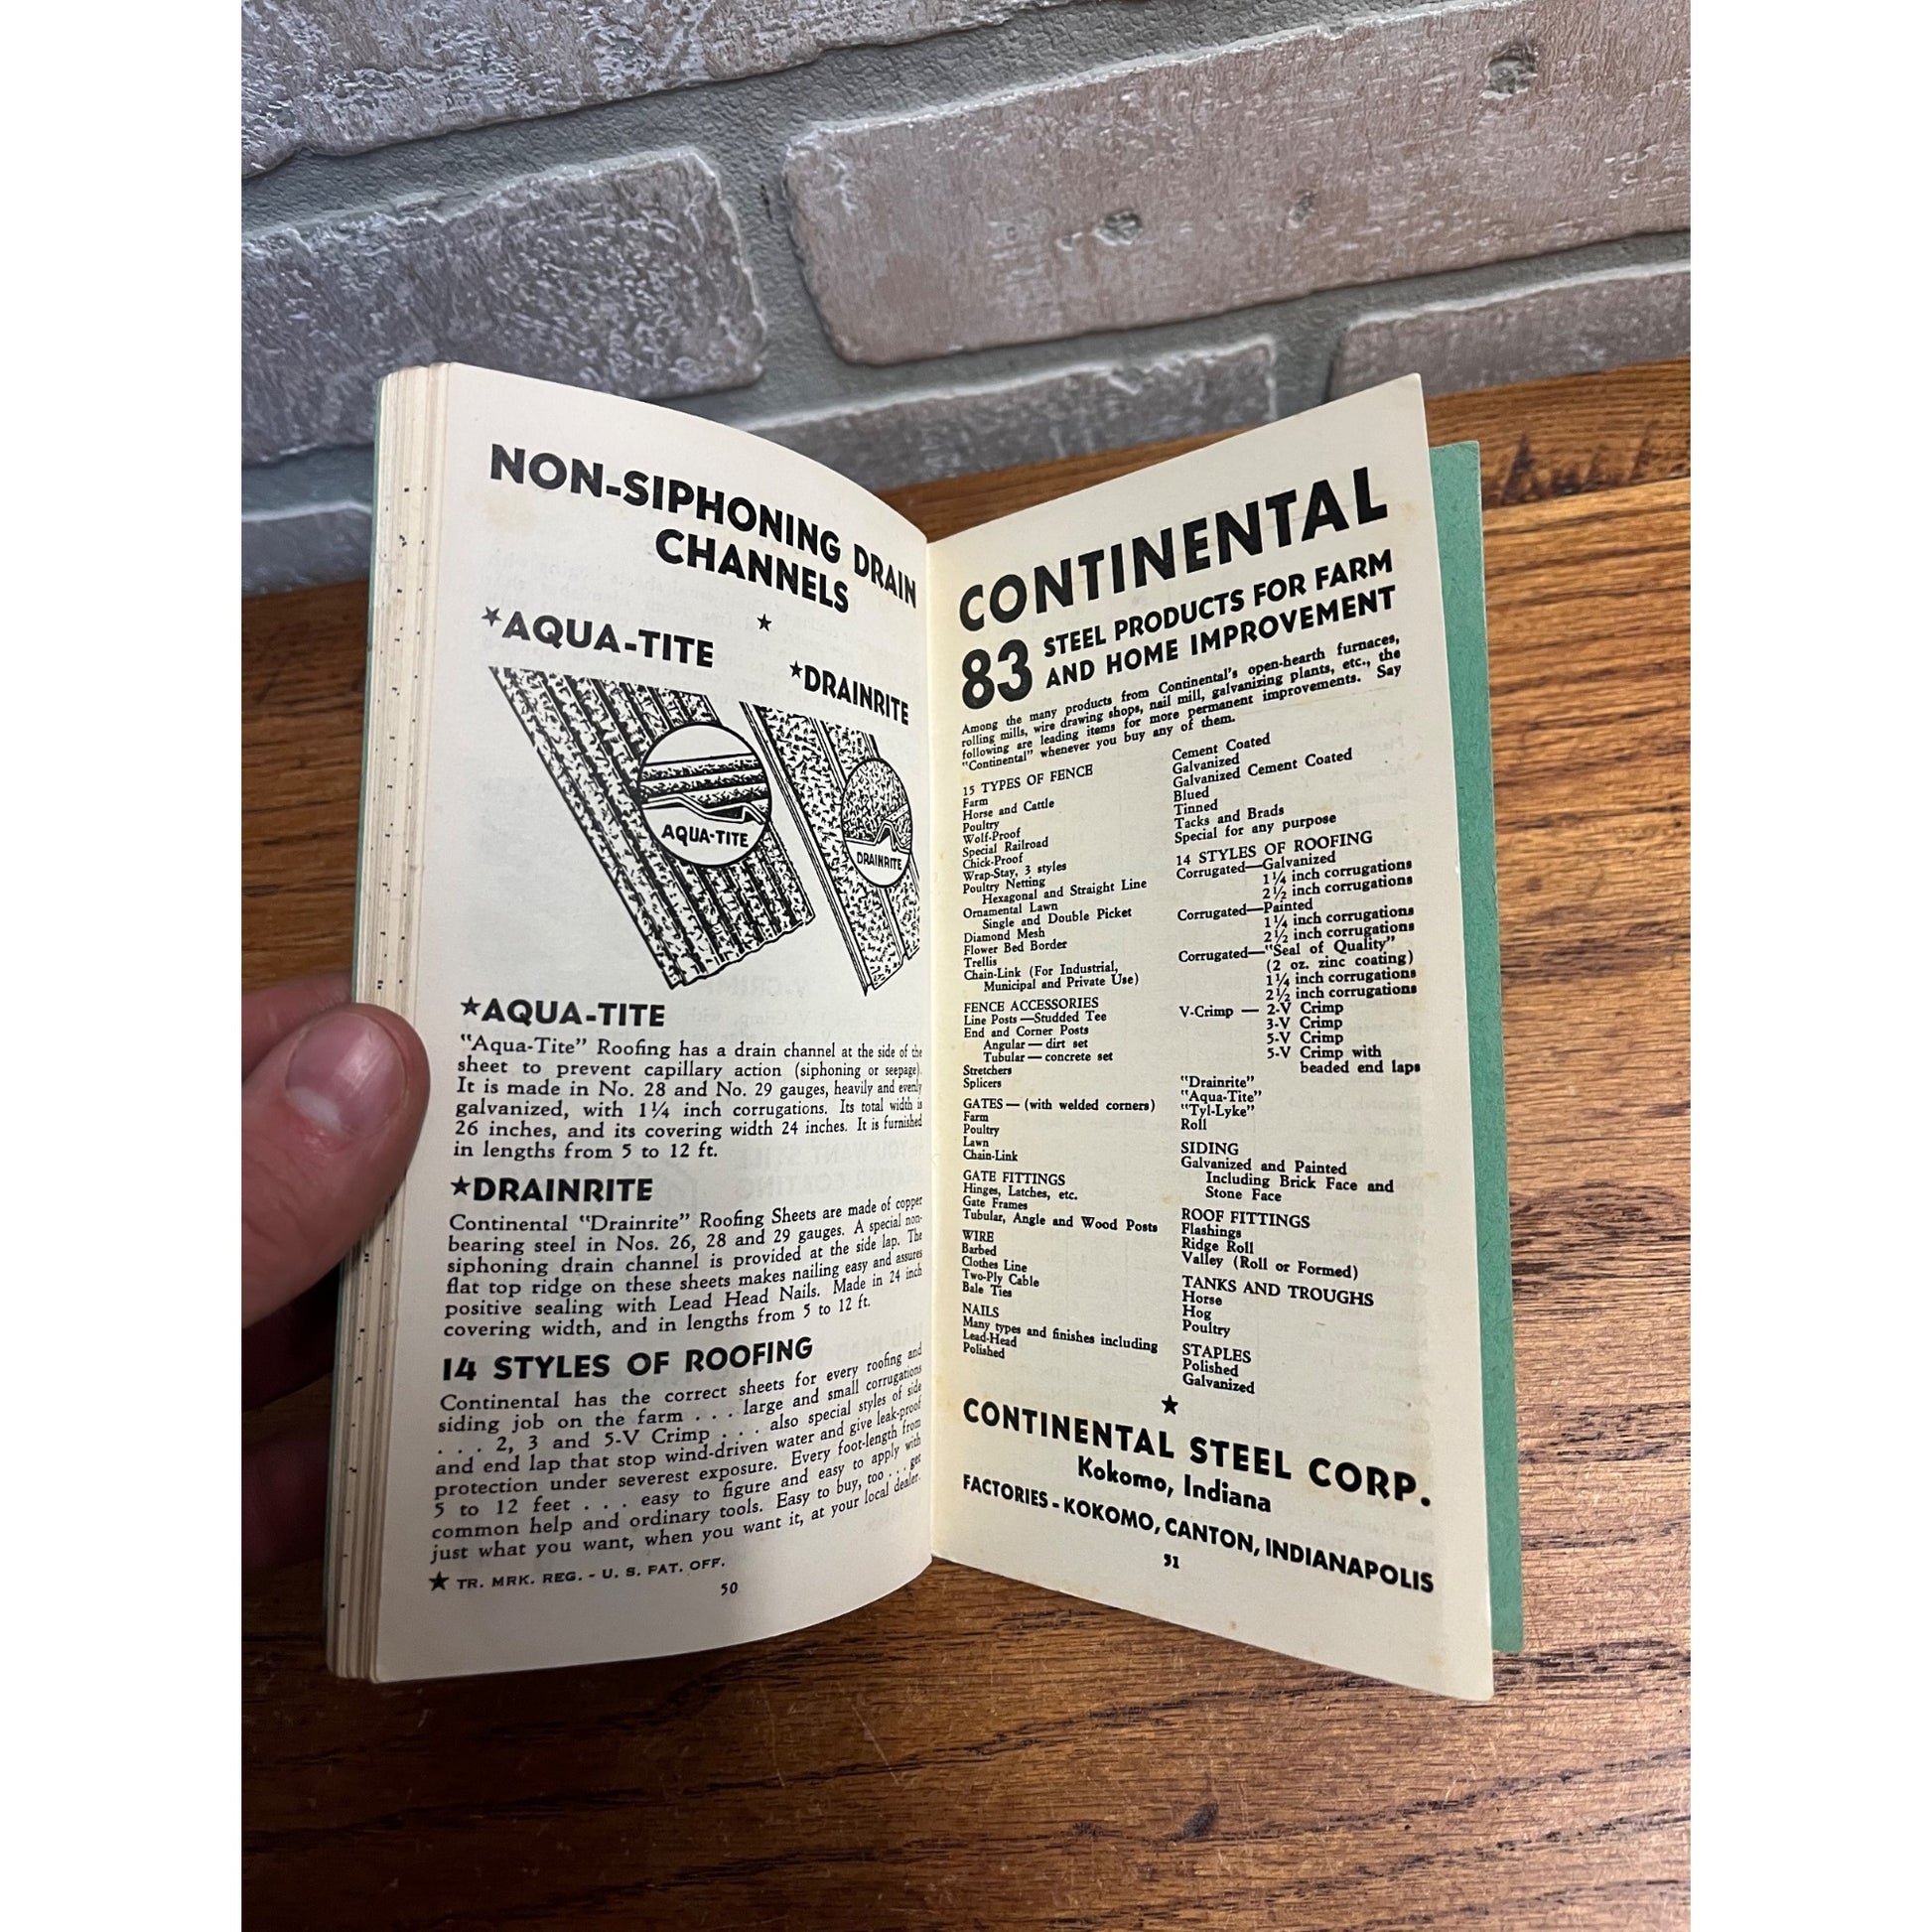 NON-SIPHONING DRAIN
CHANNELS
★
★AQUA-TITE
★DRAINRITE
AQUA-TITE
DRAINRITE
★AQUA-TITE
"Aqua-Tite" Roofing has a drain channel at the side of the
sheet to prevent capillary action (siphoning or seepage).
It is made in No. 28 and No. 29 gauges, heavily and evenly
galvanized, with 1¼ inch corrugations. Its total width is
26 inches, and its covering width 24 inches. It is furnished
in lengths from 5 to 12 ft.
★DRAINRITE
Continental "Drainrite" Roofing Sheets are made of copper
bearing steel in Nos. 26, 28 and 29 gauges. A special non-
siphoning drain channel is provided at the side lap. The
flat top ridge on these sheets makes nailing easy and assures
positive sealing with Lead Head Nails. Made in 24 inch
covering width, and in lengths from 5 to 12 ft.
14 STYLES OF ROOFING
Continental has the correct sheets for every roofing and
siding job on the farm . . . large and small corrugations
. . . 2, 3 and 5-V Crimp . . . also special styles of side
and end lap that stop wind-driven water and give leak-proof
protection under severest exposure. Every foot-length from
5 to 12 feet . . . easy to figure and easy to apply with
common help and ordinary tools. Easy to buy, too . . . get
just what you want, when you want it, at your local dealer.
★ TR. MRK. REG. - U. S. PAT. OFF.
50
CONTINENTAL
83 STEEL PRODUCTS FOR FARM
AND HOME IMPROVEMENT
Among the many products from Continental's open-hearth furnaces,
rolling mills, wire drawing shops, nail mill, galvanizing plants, etc., the
following are leading items for more permanent improvements. Say
"Continental" whenever you buy any of them.
15 TYPES OF FENCE
Farm
Horse and Cattle
Poultry
Wolf-Proof
Special Railroad
Chick-Proof
Wrap-Stay, 3 styles
Poultry Netting
Hexagonal and Straight Line
Ornamental Lawn
Single and Double Picket
Diamond Mesh
Flower Bed Border
Trellis
Chain-Link (For Industrial,
Municipal and Private Use)
FENCE ACCESSORIES
Line Posts—Studded Tee
End and Corner Posts
Angular — dirt set
Tubular — concrete set
Stretchers
Splicers
GATES — (with welded corners)
Farm
Poultry
Lawn
Chain-Link
GATE FITTINGS
Hinges, Latches, etc.
Gate Frames
Tubular, Angle and Wood Posts
WIRE
Barbed
Clothes Line
Two-Ply Cable
Bale Ties
NAILS
Many types and finishes including
Lead-Head
Polished
Cement Coated
Galvanized
Galvanized Cement Coated
Blued
Tinned
Tacks and Brads
Special for any purpose
14 STYLES OF ROOFING
Corrugated—Galvanized
1¼ inch corrugations
2½ inch corrugations
Corrugated—Painted
1¼ inch corrugations
2½ inch corrugations
Corrugated—"Seal of Quality"
(2 oz. zinc coating)
1¼ inch corrugations
2½ inch corrugations
V-Crimp — 2-V Crimp
3-V Crimp
5-V Crimp
5-V Crimp with
beaded end laps
"Drainrite"
"Aqua-Tite"
"Tyl-Lyke"
Roll
SIDING
Galvanized and Painted
Including Brick Face and
Stone Face
ROOF FITTINGS
Flashings
Ridge Roll
Valley (Roll or Formed)
TANKS AND TROUGHS
Horse
Hog
Poultry
STAPLES
Polished
Galvanized
★
CONTINENTAL STEEL CORP.
Kokomo, Indiana
FACTORIES - KOKOMO, CANTON, INDIANAPOLIS
51